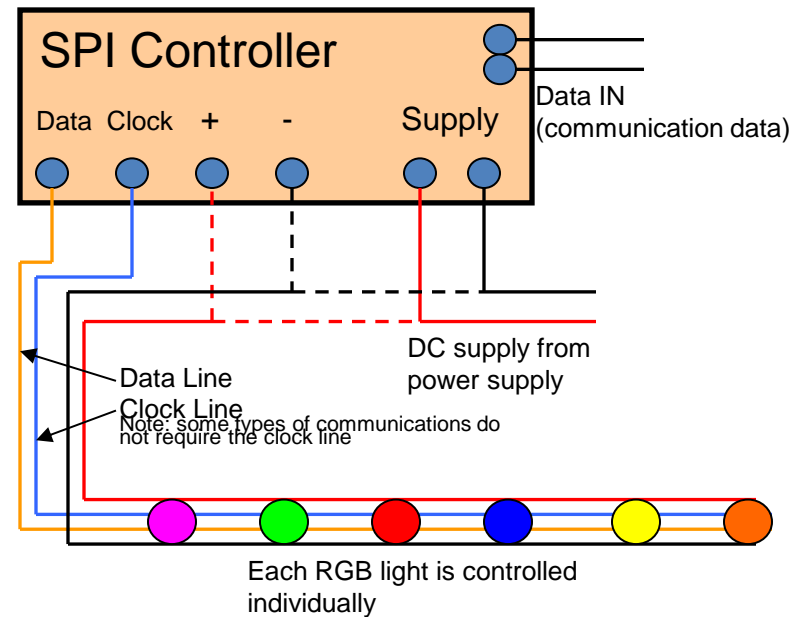 SPI Controller
Data IN
(communication data)
Data Clock + - Supply
DC supply from
power supply
Data Line
Clock Line
Note: some types of communications do
not require the clock line
Each RGB light is controlled
individually